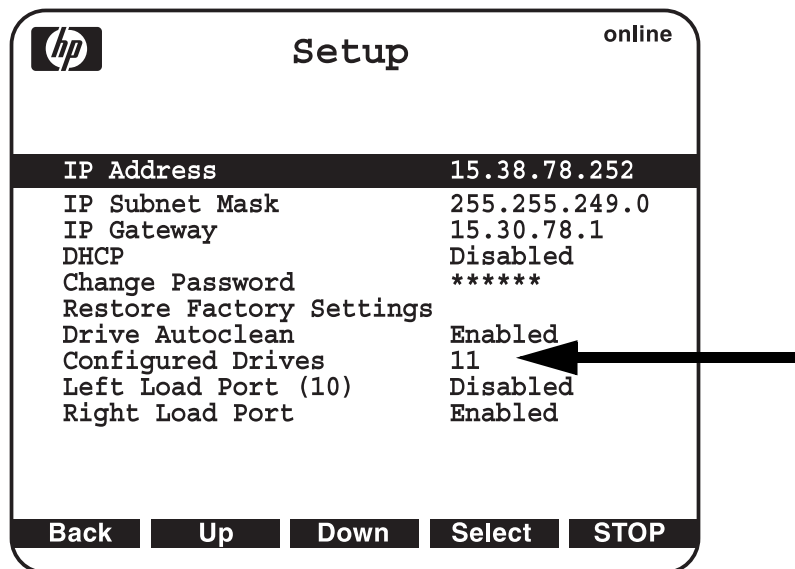 hp Setup online
IP Address 15.38.78.252
IP Subnet Mask 255.255.249.0
IP Gateway 15.30.78.1
DHCP Disabled
Change Password ******
Restore Factory Settings
Drive Autoclean Enabled
Configured Drives 11
Left Load Port (10) Disabled
Right Load Port Enabled
Back Up Down Select STOP